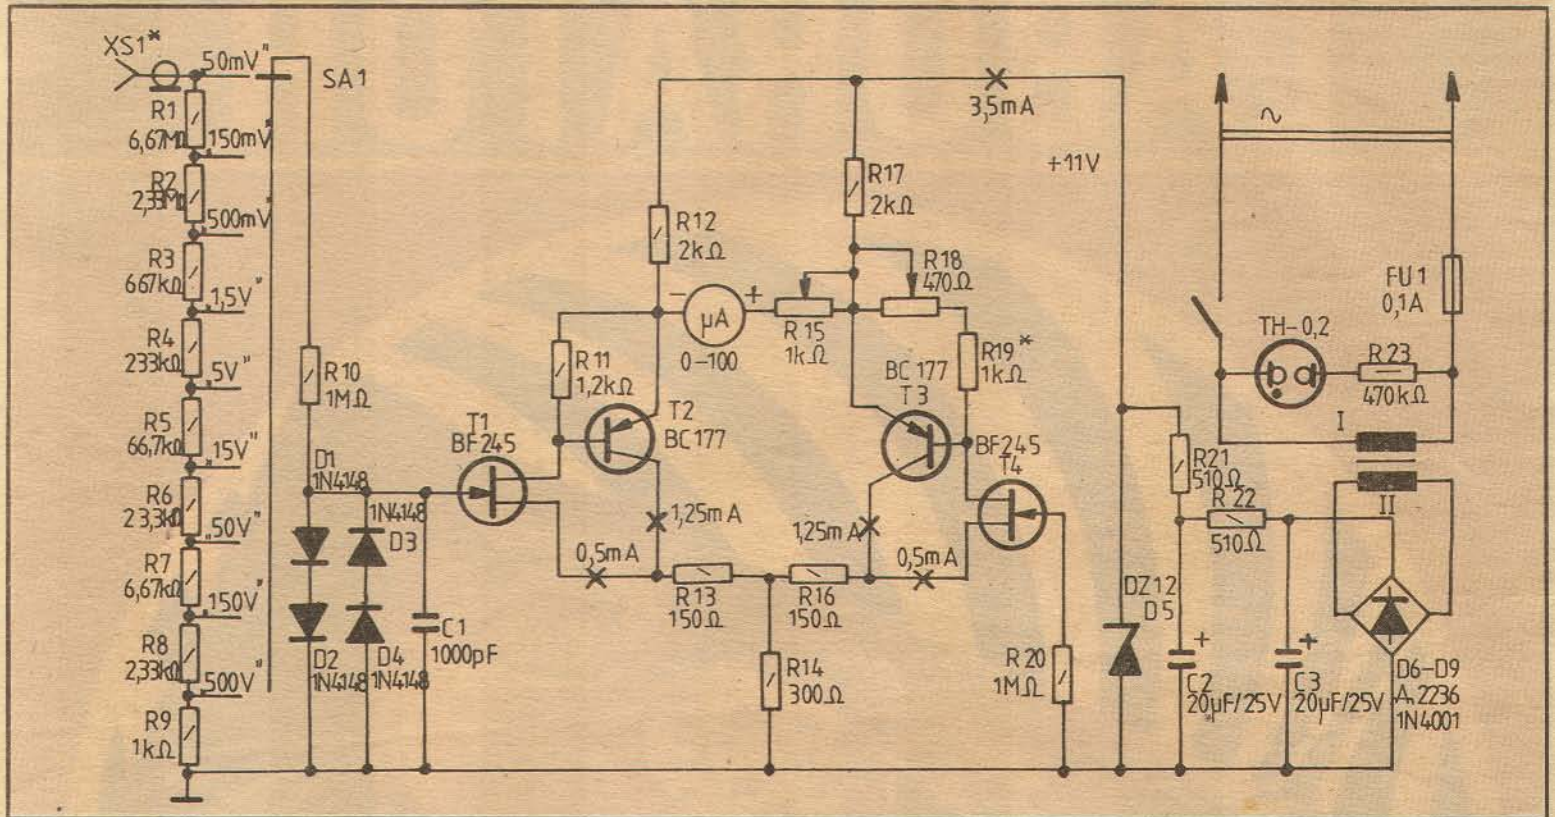 XS1*
50mV"
SA1
R1
6,67MΩ
150mV"
R2
2,33MΩ
500mV"
R3
667kΩ
"1,5V"
R4
233kΩ
"5V"
R5
66,7kΩ
"15V"
R6
23,3kΩ
"50V"
R7
6,67kΩ
"150V"
R8
2,33kΩ
"500V"
R9
1kΩ
R10
1MΩ
D1
1N4148
D2
1N4148
1N4148
D3
D4
1N4148
C1
1000pF
T1
BF245
R11
1,2kΩ
R12
2kΩ
T2
BC177
1,25mA
0,5mA
R13
150Ω
R14
300Ω
- µA +
0-100
R15
1kΩ
R16
150Ω
R17
2kΩ
R18
470Ω
R19*
1kΩ
BC177
T3
1,25mA
0,5mA
BF245
T4
R20
1MΩ
3,5mA
+11V
DZ12
D5
R21
510Ω
R22
510Ω
+
C2
20µF/25V
+
C3
20µF/25V
~
FU1
0,1A
TH-0,2
R23
470kΩ
I
II
D6-D9
1N4001